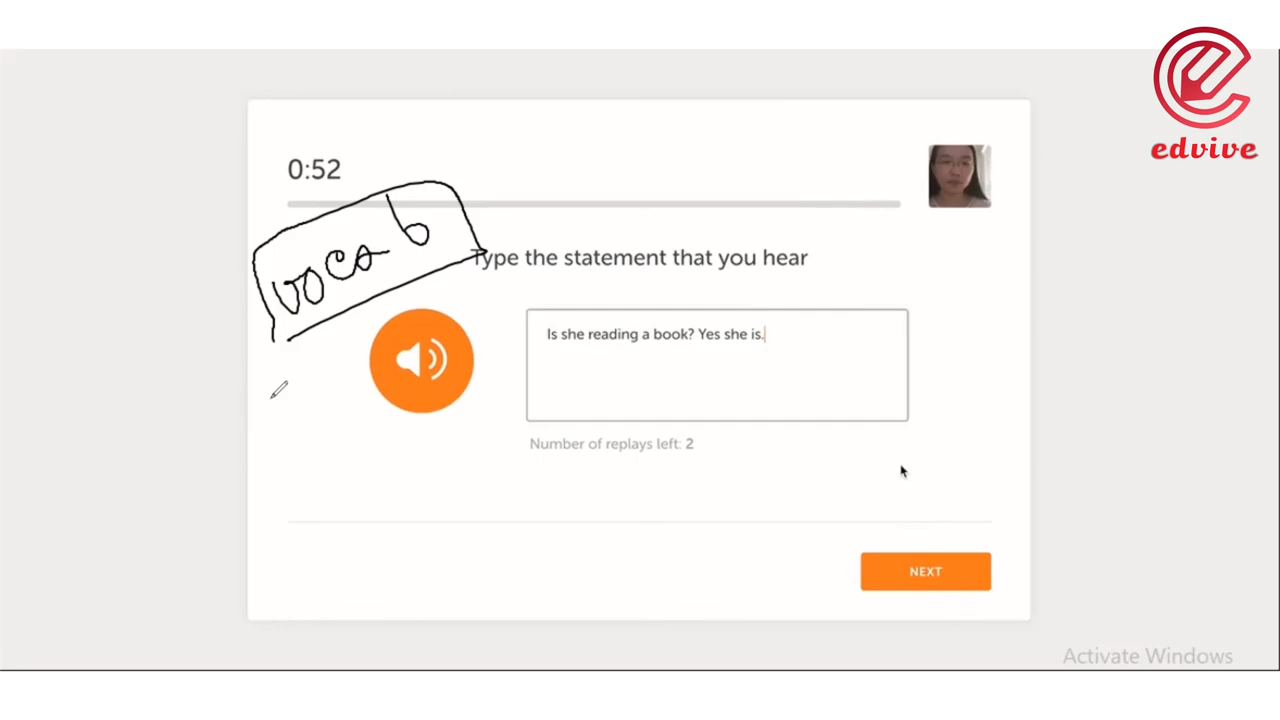 edvive
0:52
vocab
Type the statement that you hear
Is she reading a book? Yes she is.
Number of replays left: 2
NEXT
Activate Windows